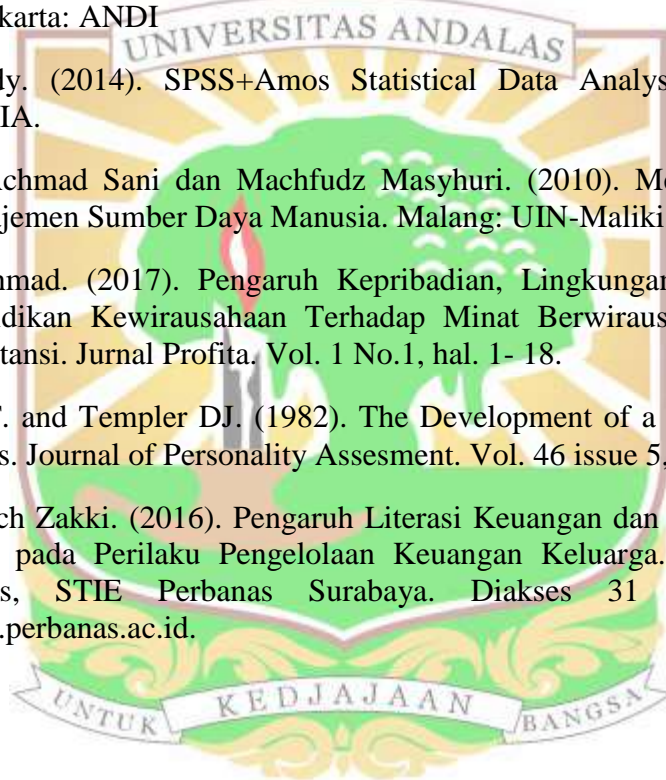 karta: ANDI
UNIVERSITAS ANDALAS
dy. (2014). SPSS+Amos Statistical Data Analys
IA.
chmad Sani dan Machfudz Masyhuri. (2010). Me
ajemen Sumber Daya Manusia. Malang: UIN-Maliki
mad. (2017). Pengaruh Kepribadian, Lingkungan
didikan Kewirausahaan Terhadap Minat Berwiraus
tansi. Jurnal Profita. Vol. 1 No.1, hal. 1- 18.
. and Templer DJ. (1982). The Development of a
s. Journal of Personality Assesment. Vol. 46 issue 5,
ch Zakki. (2016). Pengaruh Literasi Keuangan dan
pada Perilaku Pengelolaan Keuangan Keluarga.
s, STIE Perbanas Surabaya. Diakses 31
.perbanas.ac.id.
UNTUK KEDJAJAAN BANGSA